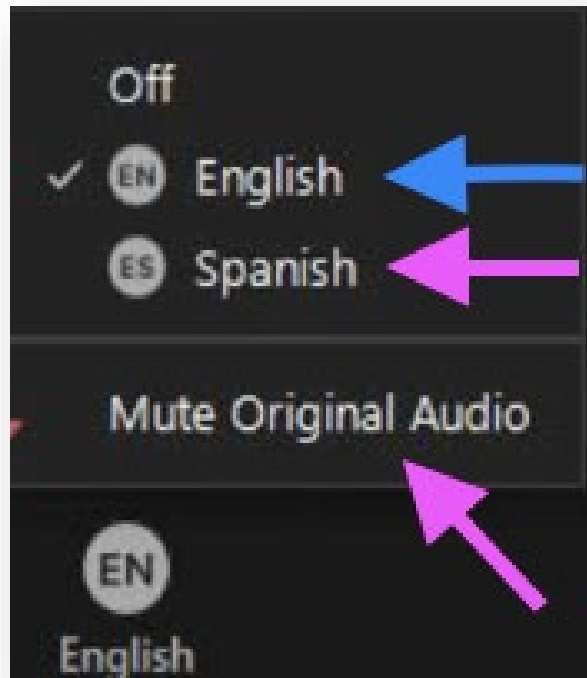 Off
EN English
ES Spanish
Mute Original Audio
EN
English